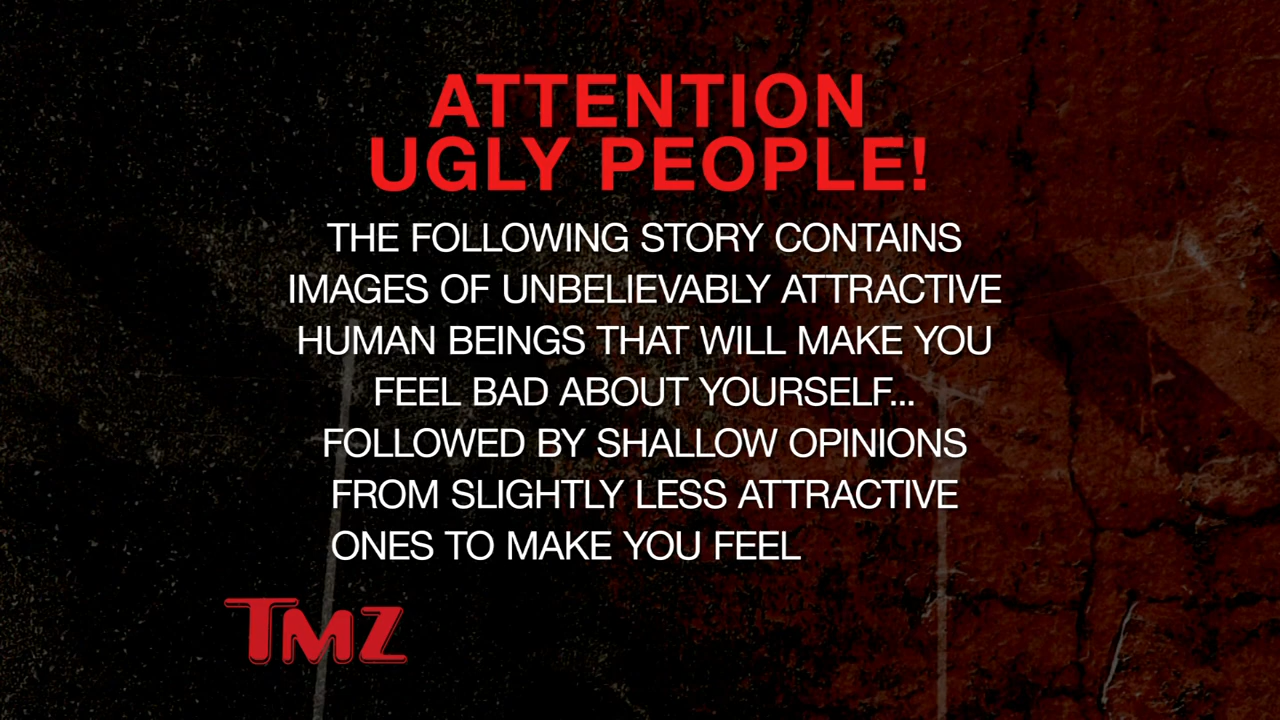 ATTENTION
UGLY PEOPLE!
THE FOLLOWING STORY CONTAINS
IMAGES OF UNBELIEVABLY ATTRACTIVE
HUMAN BEINGS THAT WILL MAKE YOU
FEEL BAD ABOUT YOURSELF...
FOLLOWED BY SHALLOW OPINIONS
FROM SLIGHTLY LESS ATTRACTIVE
ONES TO MAKE YOU FEEL
TMZ